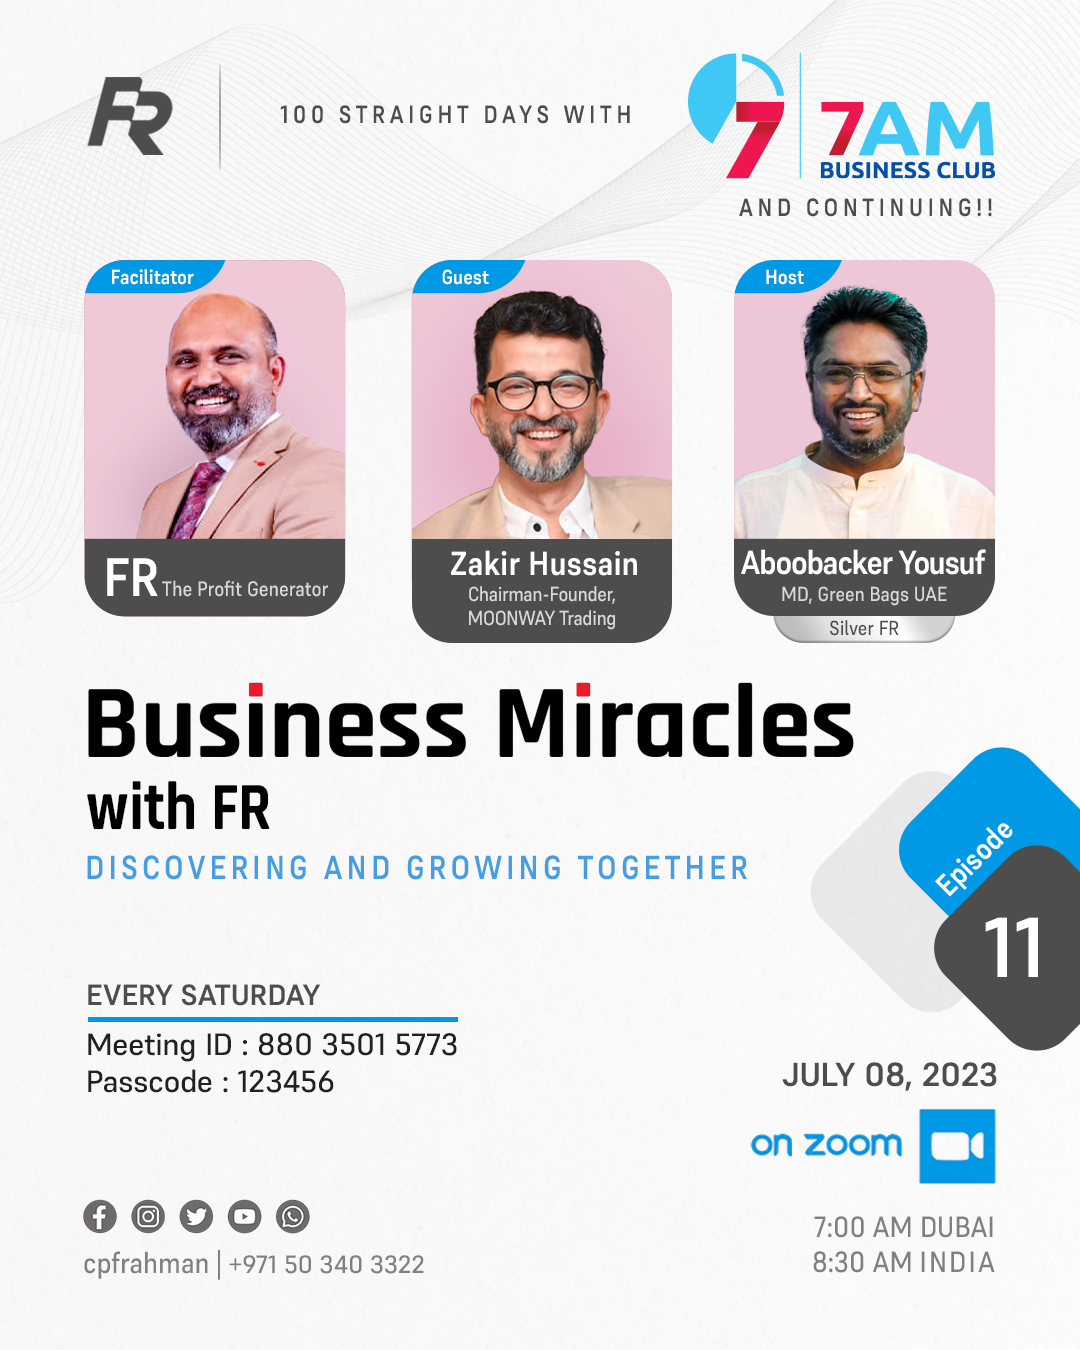 FR
100 STRAIGHT DAYS WITH
7
7AM
BUSINESS CLUB
AND CONTINUING!!
Facilitator
FR The Profit Generator
Guest
Zakir Hussain
Chairman-Founder,
MOONWAY Trading
Host
Aboobacker Yousuf
MD, Green Bags UAE
Silver FR
Business Miracles
with FR
DISCOVERING AND GROWING TOGETHER
Episode
11
EVERY SATURDAY
Meeting ID : 880 3501 5773
Passcode : 123456
JULY 08, 2023
on zoom
7:00 AM DUBAI
8:30 AM INDIA
cpfrahman | +971 50 340 3322